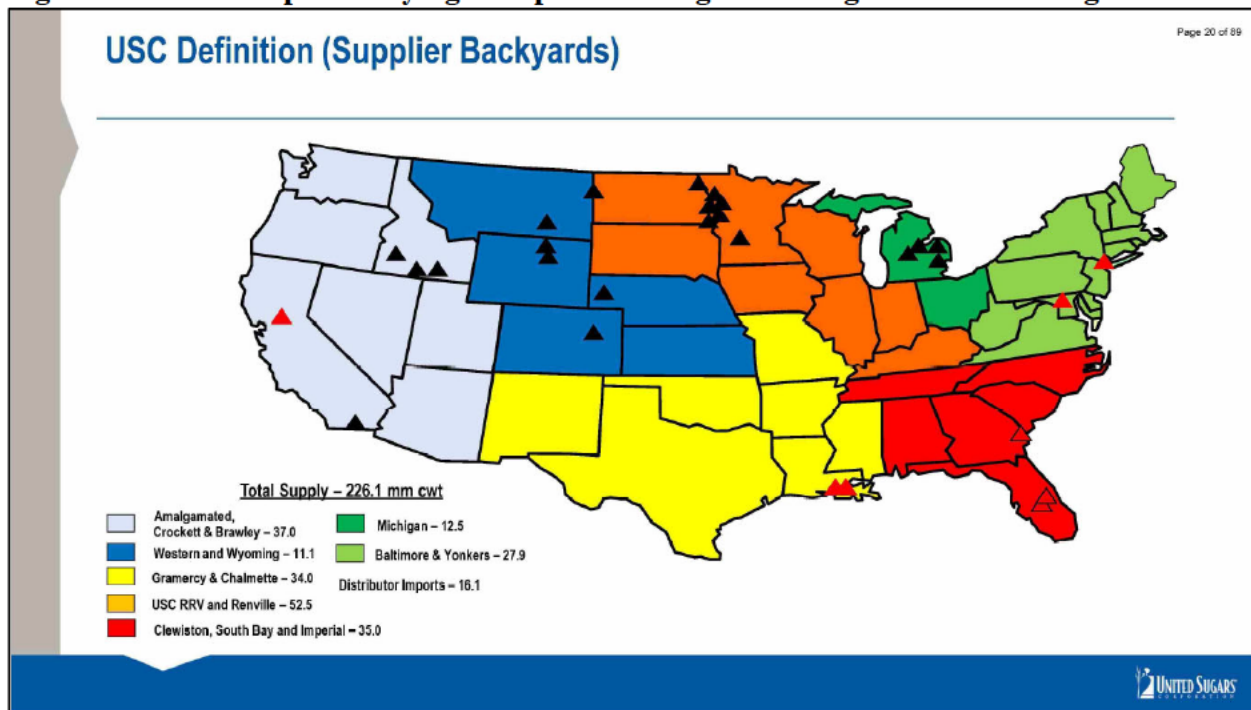 USC Definition (Supplier Backyards)
Page 20 of 89
Total Supply – 226.1 mm cwt
Amalgamated,
Crockett & Brawley – 37.0
Western and Wyoming – 11.1
Gramercy & Chalmette – 34.0
USC RRV and Renville – 52.5
Clewiston, South Bay and Imperial – 35.0
Michigan – 12.5
Baltimore & Yonkers – 27.9
Distributor Imports – 16.1
UNITED SUGARS
CORPORATION